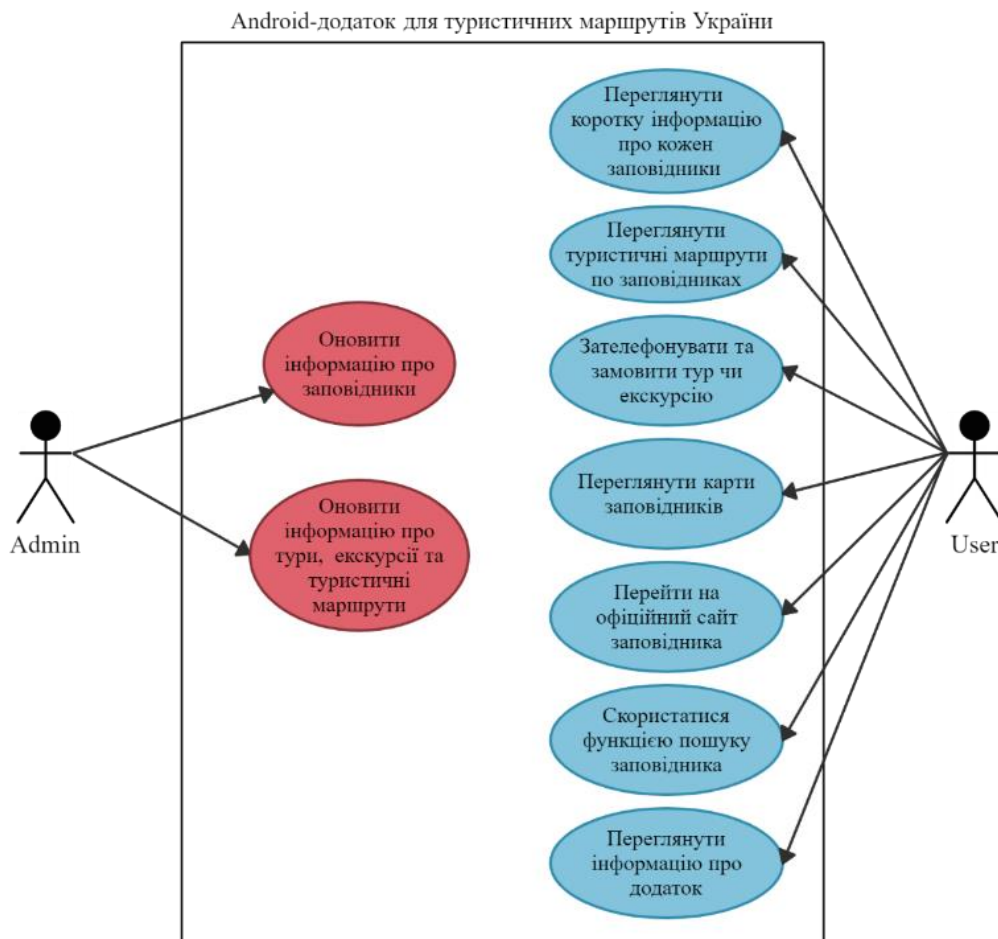 Android-додаток для туристичних маршрутів України
Переглянути
коротку інформацію
про кожен
заповідники
Переглянути
туристичні маршрути
по заповідниках
Оновити
інформацію про
заповідники
Зателефонувати та
замовити тур чи
екскурсію
Admin
Оновити
інформацію про
тури, екскурсії та
туристичні
маршрути
Переглянути карти
заповідників
User
Перейти на
офіційний сайт
заповідника
Скористатися
функцією пошуку
заповідника
Переглянути
інформацію про
додаток